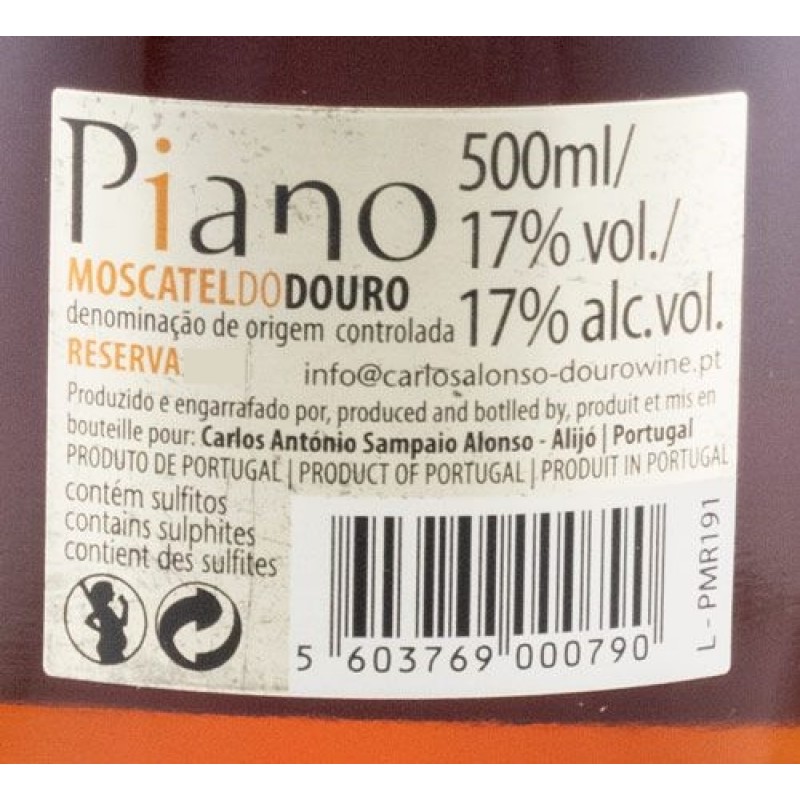 Piano
MOSCATELDODOURO
denominação de origem controlada
RESERVA
500ml/
17% vol./
17% alc.vol.
info@carlosalonso-dourowine.pt
Produzido e engarrafado por, produced and botlled by, produit et mis en
bouteille pour: Carlos António Sampaio Alonso - Alijó | Portugal
PRODUTO DE PORTUGAL | PRODUCT OF PORTUGAL | PRODUIT IN PORTUGAL
contém sulfitos
contains sulphites
contient des sulfites
5 603769 000790
L - PMR191